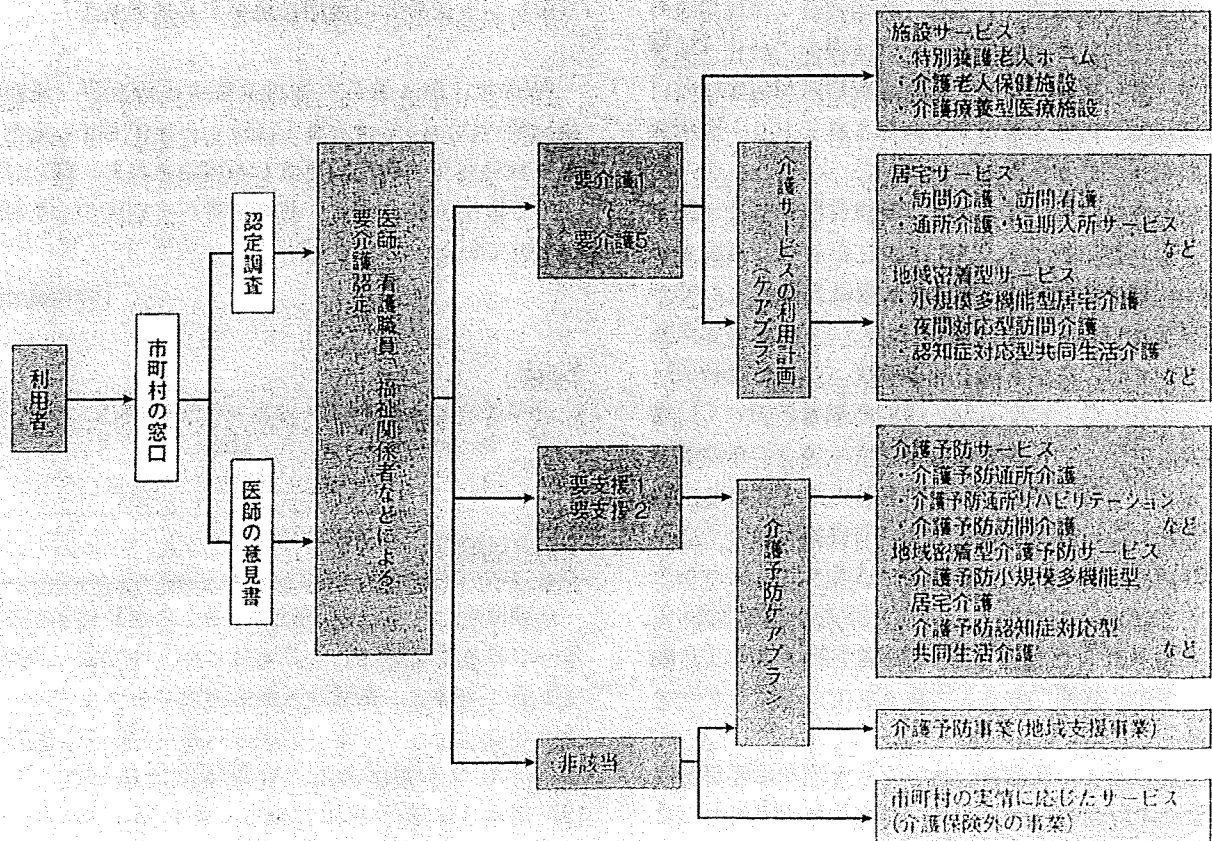 利用者
市町村の窓口
認定調査
医師の意見書
医師、看護職員、福祉関係者などによる
要介護認定
要介護1
〜
要介護5
要支援1
要支援2
非該当
介護サービスの利用計画
(ケアプラン)
介護予防ケアプラン
施設サービス
・特別養護老人ホーム
・介護老人保健施設
・介護療養型医療施設
居宅サービス
・訪問介護・訪問看護
・通所介護・短期入所サービス
など
地域密着型サービス
・小規模多機能型居宅介護
・夜間対応型訪問介護
・認知症対応型共同生活介護
など
介護予防サービス
・介護予防通所介護
・介護予防通所リハビリテーション
・介護予防訪問介護 など
地域密着型介護予防サービス
・介護予防小規模多機能型
居宅介護
・介護予防認知症対応型
共同生活介護 など
介護予防事業(地域支援事業)
市町村の実情に応じたサービス
(介護保険外の事業)